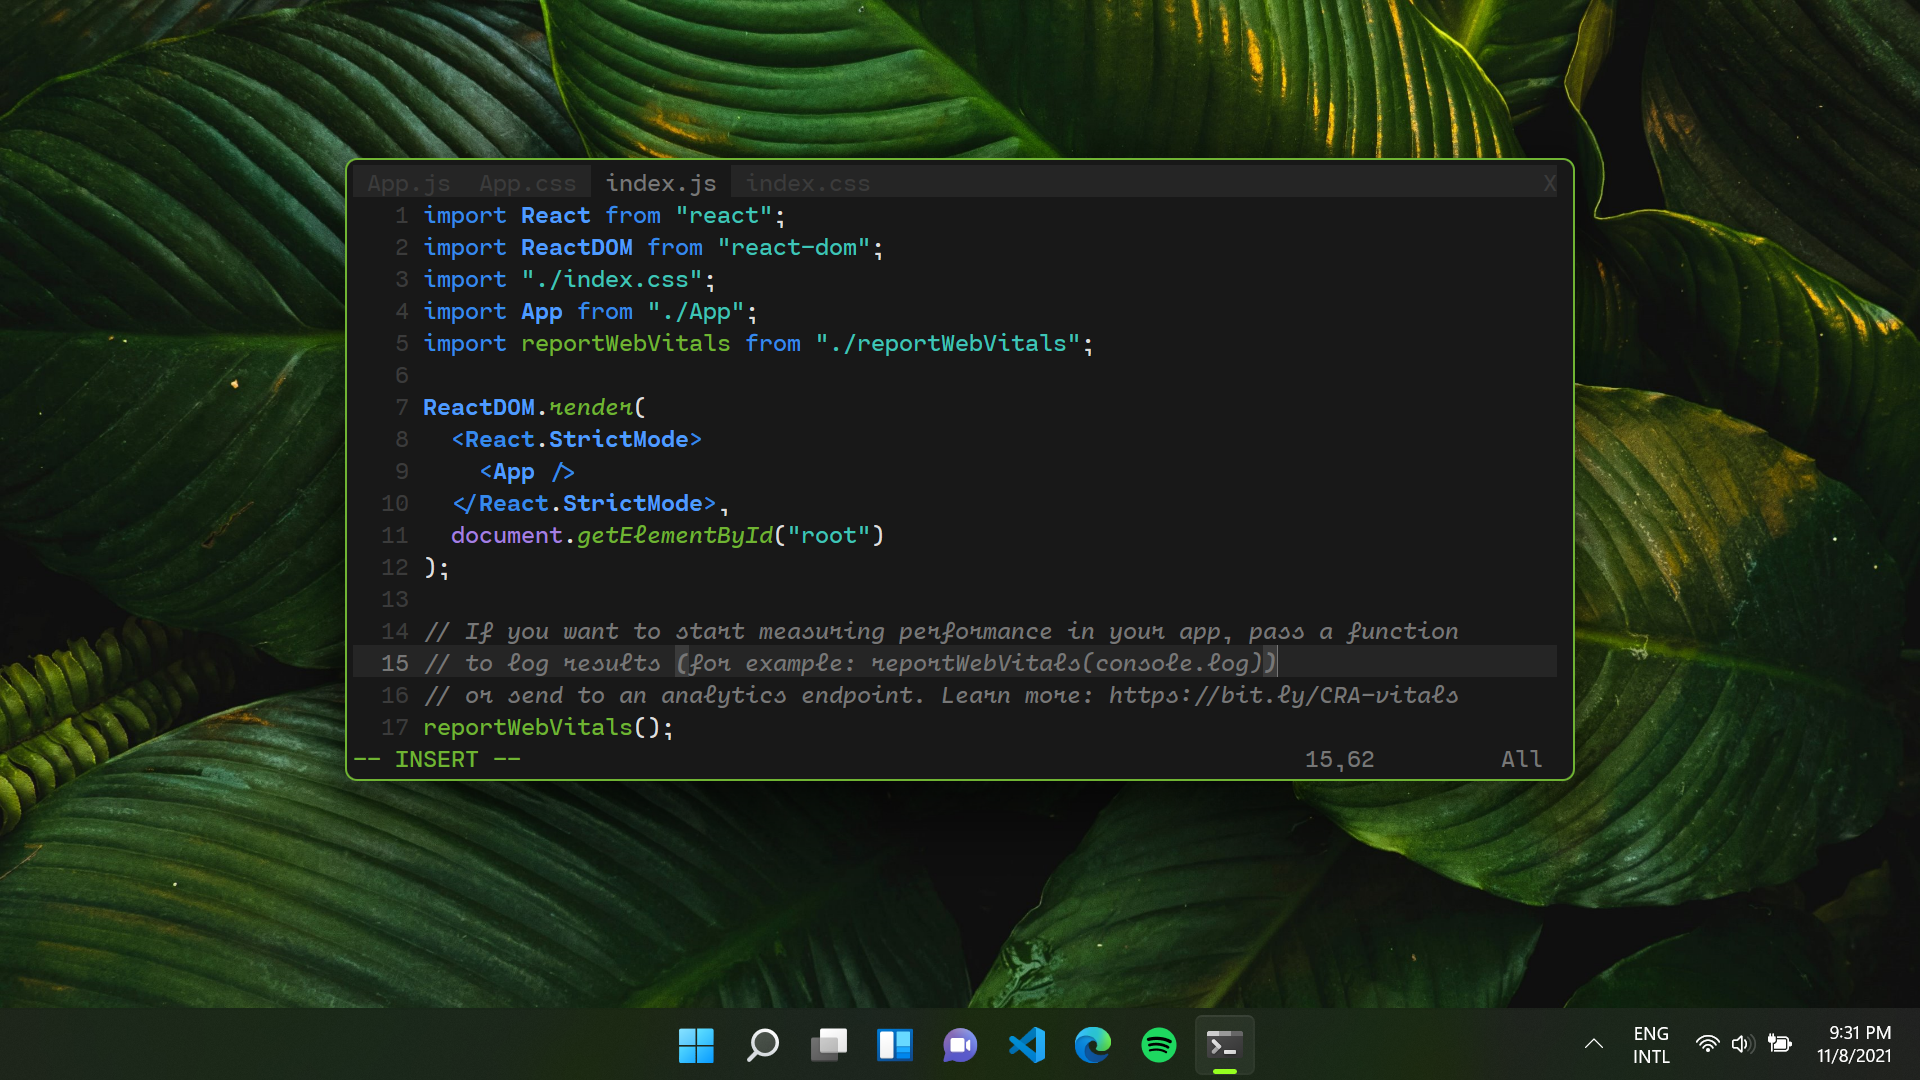 App.js App.css index.js index.css X
1 import React from "react";
2 import ReactDOM from "react-dom";
3 import "./index.css";
4 import App from "./App";
5 import reportWebVitals from "./reportWebVitals";
6
7 ReactDOM.render(
8 <React.StrictMode>
9 <App />
10 </React.StrictMode>,
11 document.getElementById("root")
12 );
13
14 // If you want to start measuring performance in your app, pass a function
15 // to log results (for example: reportWebVitals(console.log))
16 // or send to an analytics endpoint. Learn more: https://bit.ly/CRA-vitals
17 reportWebVitals();
-- INSERT -- 15,62 All
ENG
INTL
9:31 PM
11/8/2021